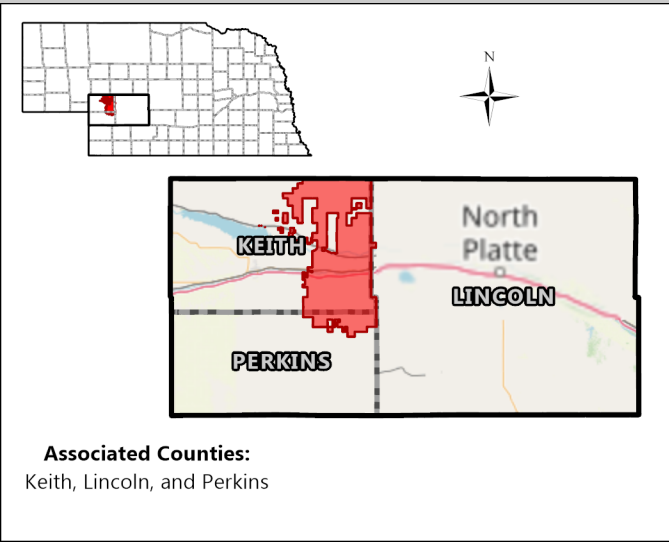 N
North
Platte
KEITH
LINCOLN
PERKINS
Associated Counties:
Keith, Lincoln, and Perkins